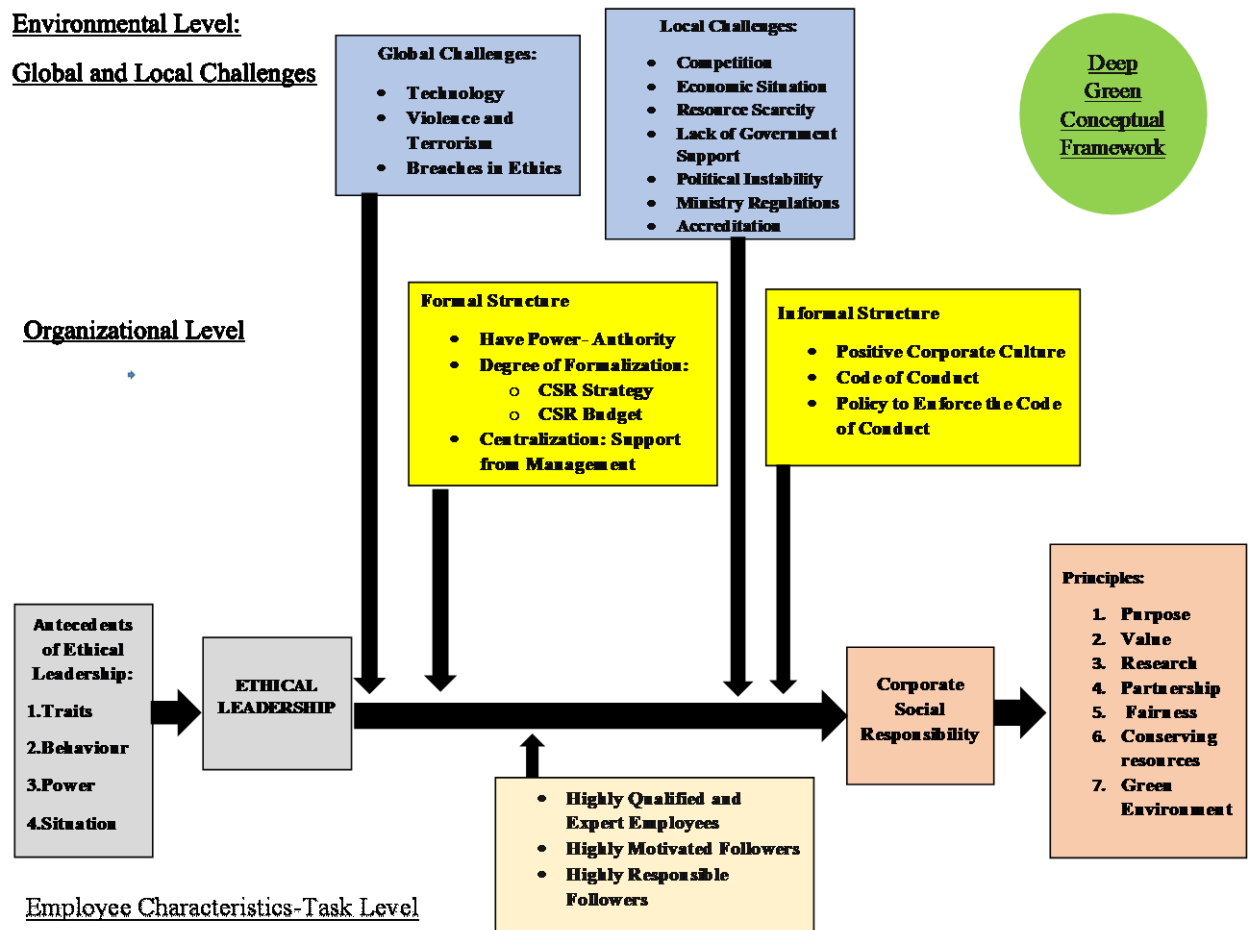 Environmental Level:
Global and Local Challenges
Global Challenges:
• Technology
• Violence and
Terrorism
• Breaches in Ethics
Local Challenges:
• Competition
• Economic Situation
• Resource Scarcity
• Lack of Government
Support
• Political Instability
• Ministry Regulations
• Accreditation
Deep
Green
Conceptual
Framework
Organizational Level
Formal Structure
• Have Power- Authority
• Degree of Formalization:
o CSR Strategy
o CSR Budget
• Centralization: Support
from Management
Informal Structure
• Positive Corporate Culture
• Code of Conduct
• Policy to Enforce the Code
of Conduct
Antecedents
of Ethical
Leadership:
1.Traits
2.Behaviour
3.Power
4.Situation
ETHICAL
LEADERSHIP
Corporate
Social
Responsibility
Principles:
1. Purpose
2. Value
3. Research
4. Partnership
5. Fairness
6. Conserving
resources
7. Green
Environment
• Highly Qualified and
Expert Employees
• Highly Motivated Followers
• Highly Responsible
Followers
Employee Characteristics-Task Level